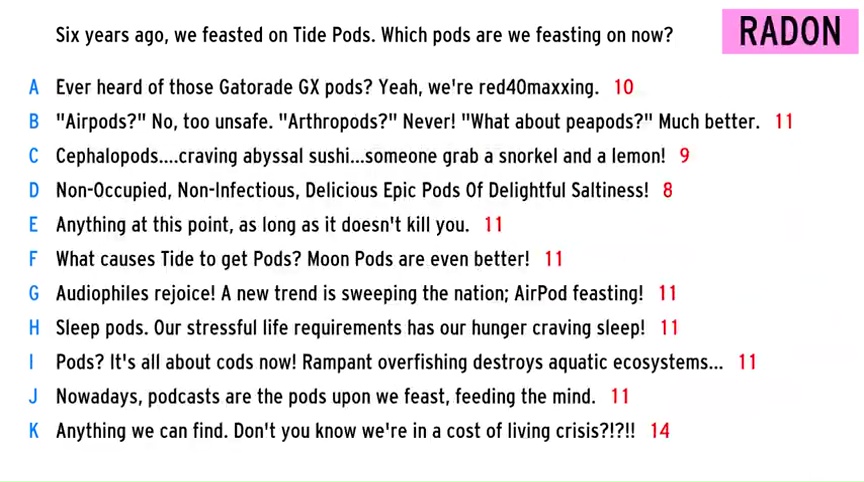 Six years ago, we feasted on Tide Pods. Which pods are we feasting on now?
RADON
A Ever heard of those Gatorade GX pods? Yeah, we're red40maxxing. 10
B "Airpods?" No, too unsafe. "Arthropods?" Never! "What about peapods?" Much better. 11
C Cephalopods....craving abyssal sushi...someone grab a snorkel and a lemon! 9
D Non-Occupied, Non-Infectious, Delicious Epic Pods Of Delightful Saltiness! 8
E Anything at this point, as long as it doesn't kill you. 11
F What causes Tide to get Pods? Moon Pods are even better! 11
G Audiophiles rejoice! A new trend is sweeping the nation; AirPod feasting! 11
H Sleep pods. Our stressful life requirements has our hunger craving sleep! 11
I Pods? It's all about cods now! Rampant overfishing destroys aquatic ecosystems... 11
J Nowadays, podcasts are the pods upon we feast, feeding the mind. 11
K Anything we can find. Don't you know we're in a cost of living crisis?!?!! 14